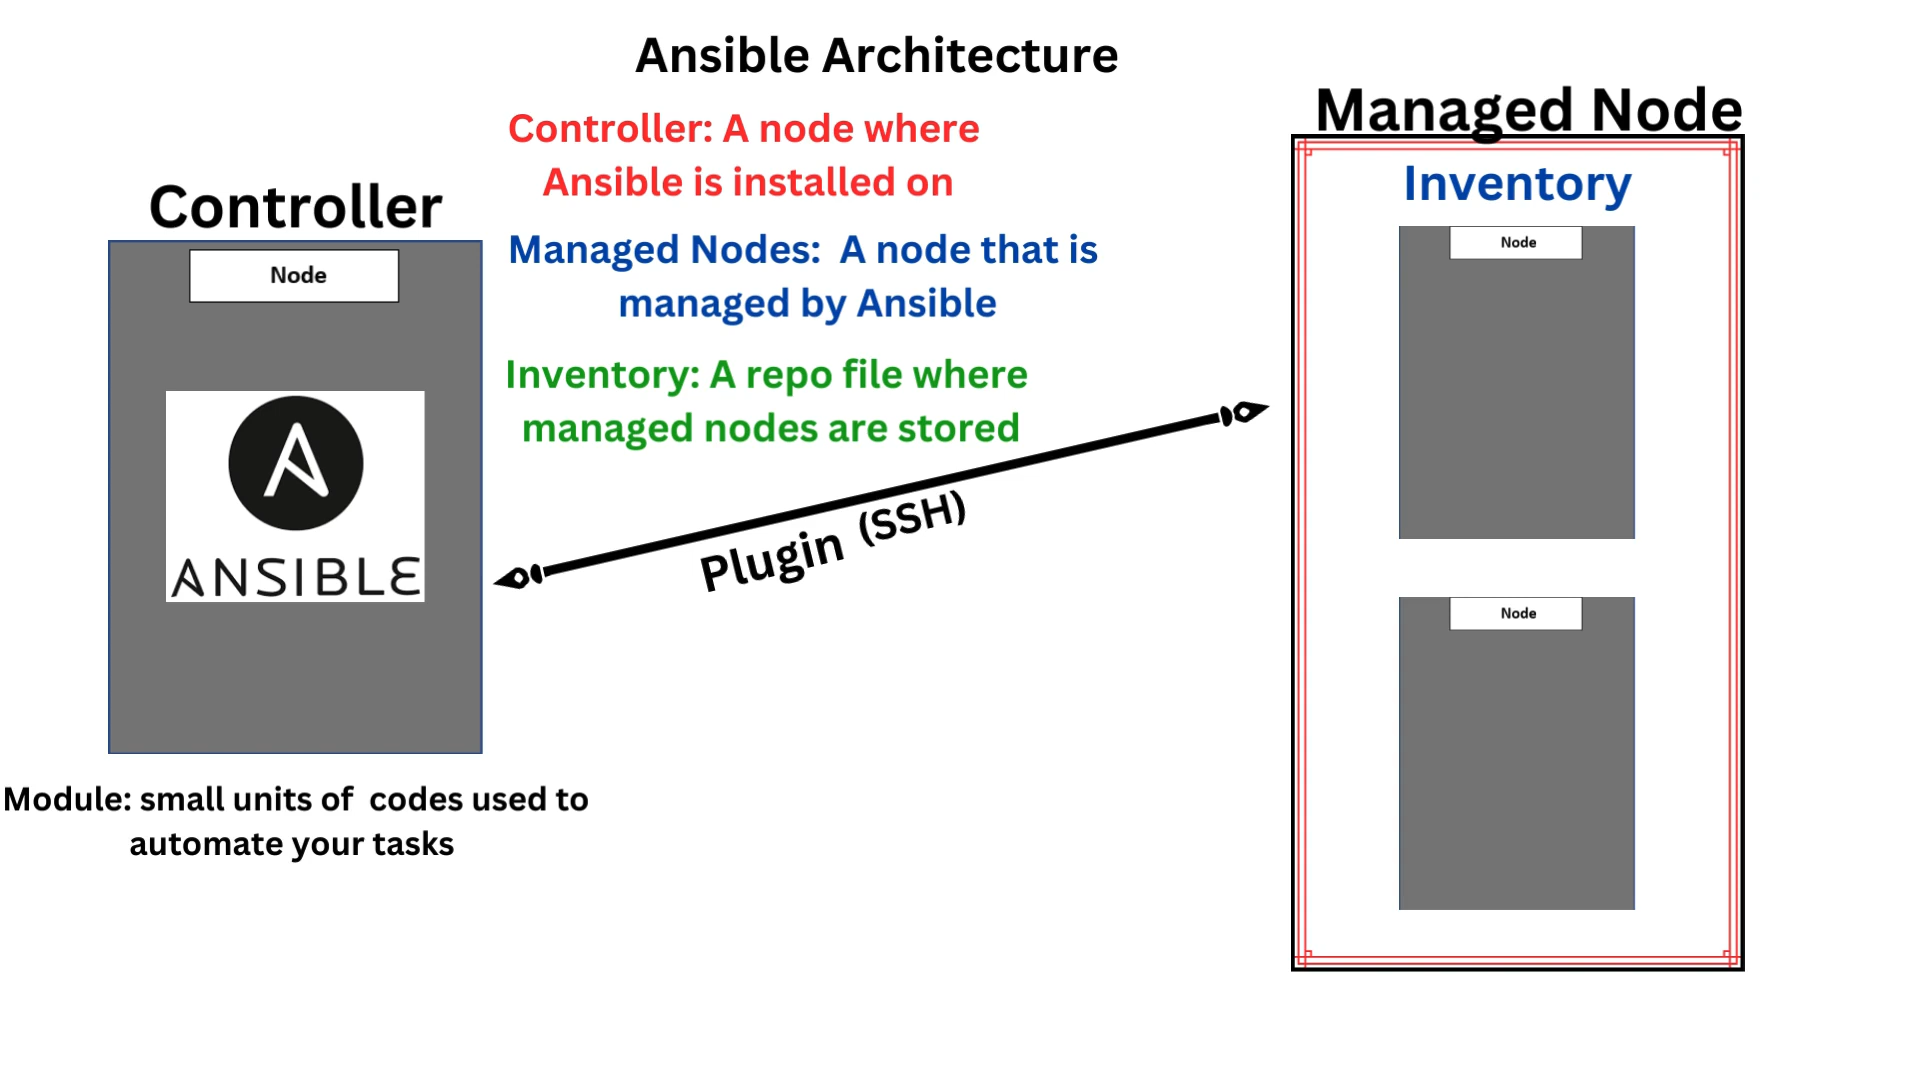 Ansible Architecture
Controller: A node where
Ansible is installed on
Managed Nodes:  A node that is
managed by Ansible
Inventory: A repo file where
managed nodes are stored
Controller
Node
ANSIBLE
Module: small units of  codes used to
automate your tasks
Plugin (SSH)
Managed Node
Inventory
Node
Node